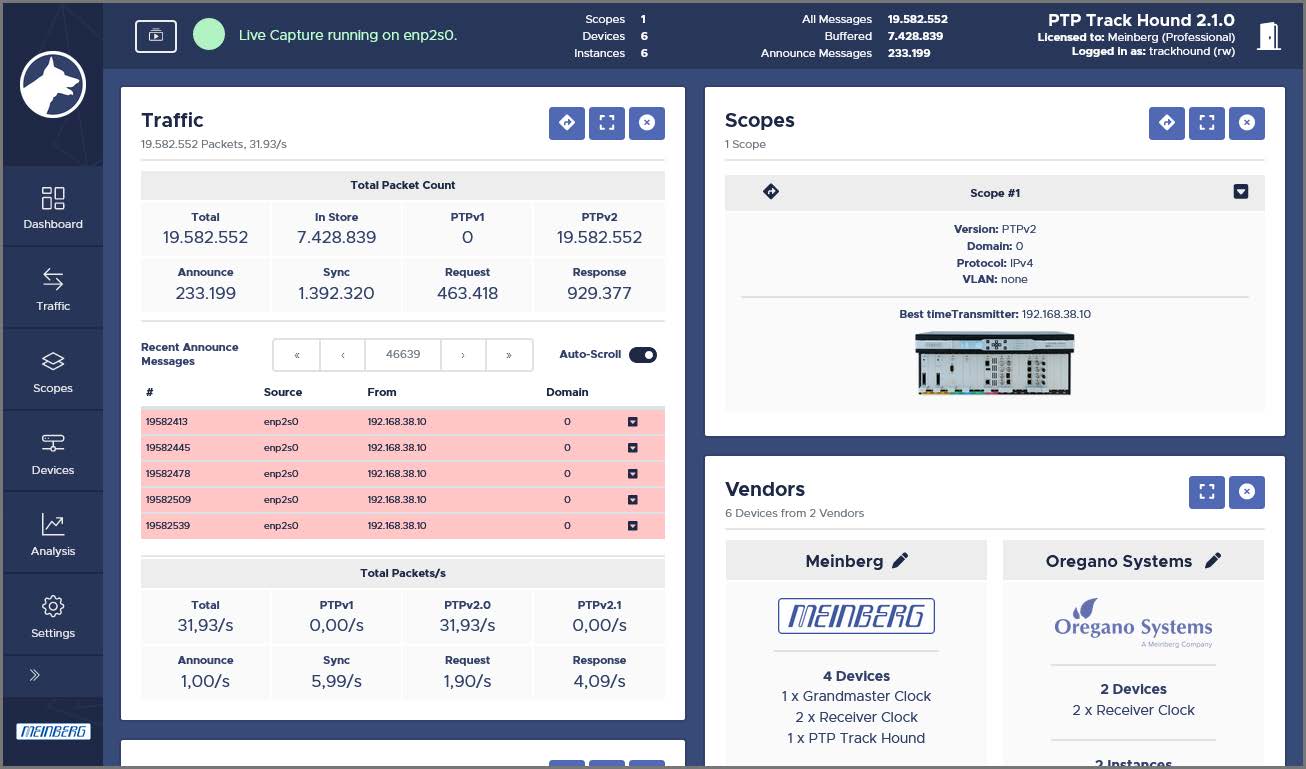 Live Capture running on enp2s0.
Scopes 1
Devices 6
Instances 6
All Messages 19.582.552
Buffered 7.428.839
Announce Messages 233.199
PTP Track Hound 2.1.0
Licensed to: Meinberg (Professional)
Logged in as: trackhound (rw)
Dashboard
Traffic
Scopes
Devices
Analysis
Settings
MEINBERG
Traffic
19.582.552 Packets, 31.93/s
Total Packet Count
Total In Store PTPv1 PTPv2
19.582.552 7.428.839 0 19.582.552
Announce Sync Request Response
233.199 1.392.320 463.418 929.377
Recent Announce
Messages
« ‹ 46639 › »
Auto-Scroll
# Source From Domain
19582413 enp2s0 192.168.38.10 0
19582445 enp2s0 192.168.38.10 0
19582478 enp2s0 192.168.38.10 0
19582509 enp2s0 192.168.38.10 0
19582539 enp2s0 192.168.38.10 0
Total Packets/s
Total PTPv1 PTPv2.0 PTPv2.1
31,93/s 0,00/s 31,93/s 0,00/s
Announce Sync Request Response
1,00/s 5,99/s 1,90/s 4,09/s
Scopes
1 Scope
Scope #1
Version: PTPv2
Domain: 0
Protocol: IPv4
VLAN: none
Best timeTransmitter: 192.168.38.10
Vendors
6 Devices from 2 Vendors
Meinberg
MEINBERG
4 Devices
1 x Grandmaster Clock
2 x Receiver Clock
1 x PTP Track Hound
Oregano Systems
Oregano Systems
A Meinberg Company
2 Devices
2 x Receiver Clock
2 Instances